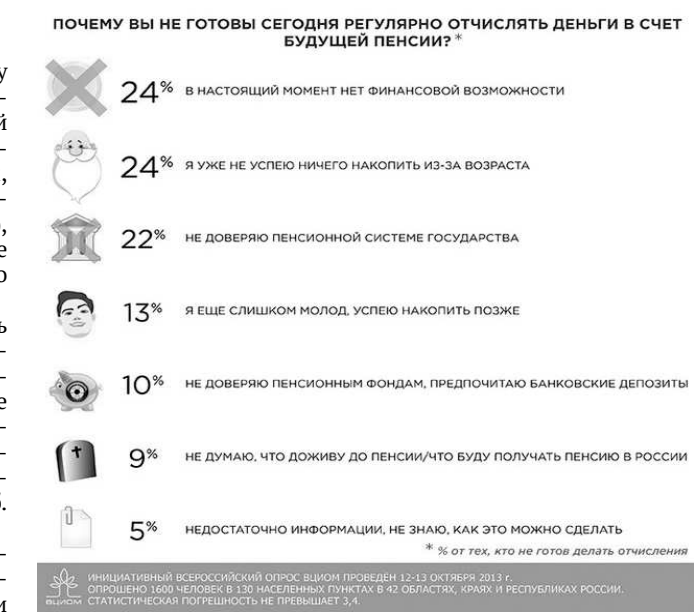 ПОЧЕМУ ВЫ НЕ ГОТОВЫ СЕГОДНЯ РЕГУЛЯРНО ОТЧИСЛЯТЬ ДЕНЬГИ В СЧЕТ
БУДУЩЕЙ ПЕНСИИ?*
24% В НАСТОЯЩИЙ МОМЕНТ НЕТ ФИНАНСОВОЙ ВОЗМОЖНОСТИ
24% Я УЖЕ НЕ УСПЕЮ НИЧЕГО НАКОПИТЬ ИЗ-ЗА ВОЗРАСТА
22% НЕ ДОВЕРЯЮ ПЕНСИОННОЙ СИСТЕМЕ ГОСУДАРСТВА
13% Я ЕЩЕ СЛИШКОМ МОЛОД, УСПЕЮ НАКОПИТЬ ПОЗЖЕ
10% НЕ ДОВЕРЯЮ ПЕНСИОННЫМ ФОНДАМ, ПРЕДПОЧИТАЮ БАНКОВСКИЕ ДЕПОЗИТЫ
9% НЕ ДУМАЮ, ЧТО ДОЖИВУ ДО ПЕНСИИ/ЧТО БУДУ ПОЛУЧАТЬ ПЕНСИЮ В РОССИИ
5% НЕДОСТАТОЧНО ИНФОРМАЦИИ, НЕ ЗНАЮ, КАК ЭТО МОЖНО СДЕЛАТЬ
* % от тех, кто не готов делать отчисления
ИНИЦИАТИВНЫЙ ВСЕРОССИЙСКИЙ ОПРОС ВЦИОМ ПРОВЕДЕН 12-13 ОКТЯБРЯ 2013 г.
ОПРОШЕНО 1600 ЧЕЛОВЕК В 130 НАСЕЛЕННЫХ ПУНКТАХ В 42 ОБЛАСТЯХ, КРАЯХ И РЕСПУБЛИКАХ РОССИИ.
ВЦИОМ СТАТИСТИЧЕСКАЯ ПОГРЕШНОСТЬ НЕ ПРЕВЫШАЕТ 3,4.